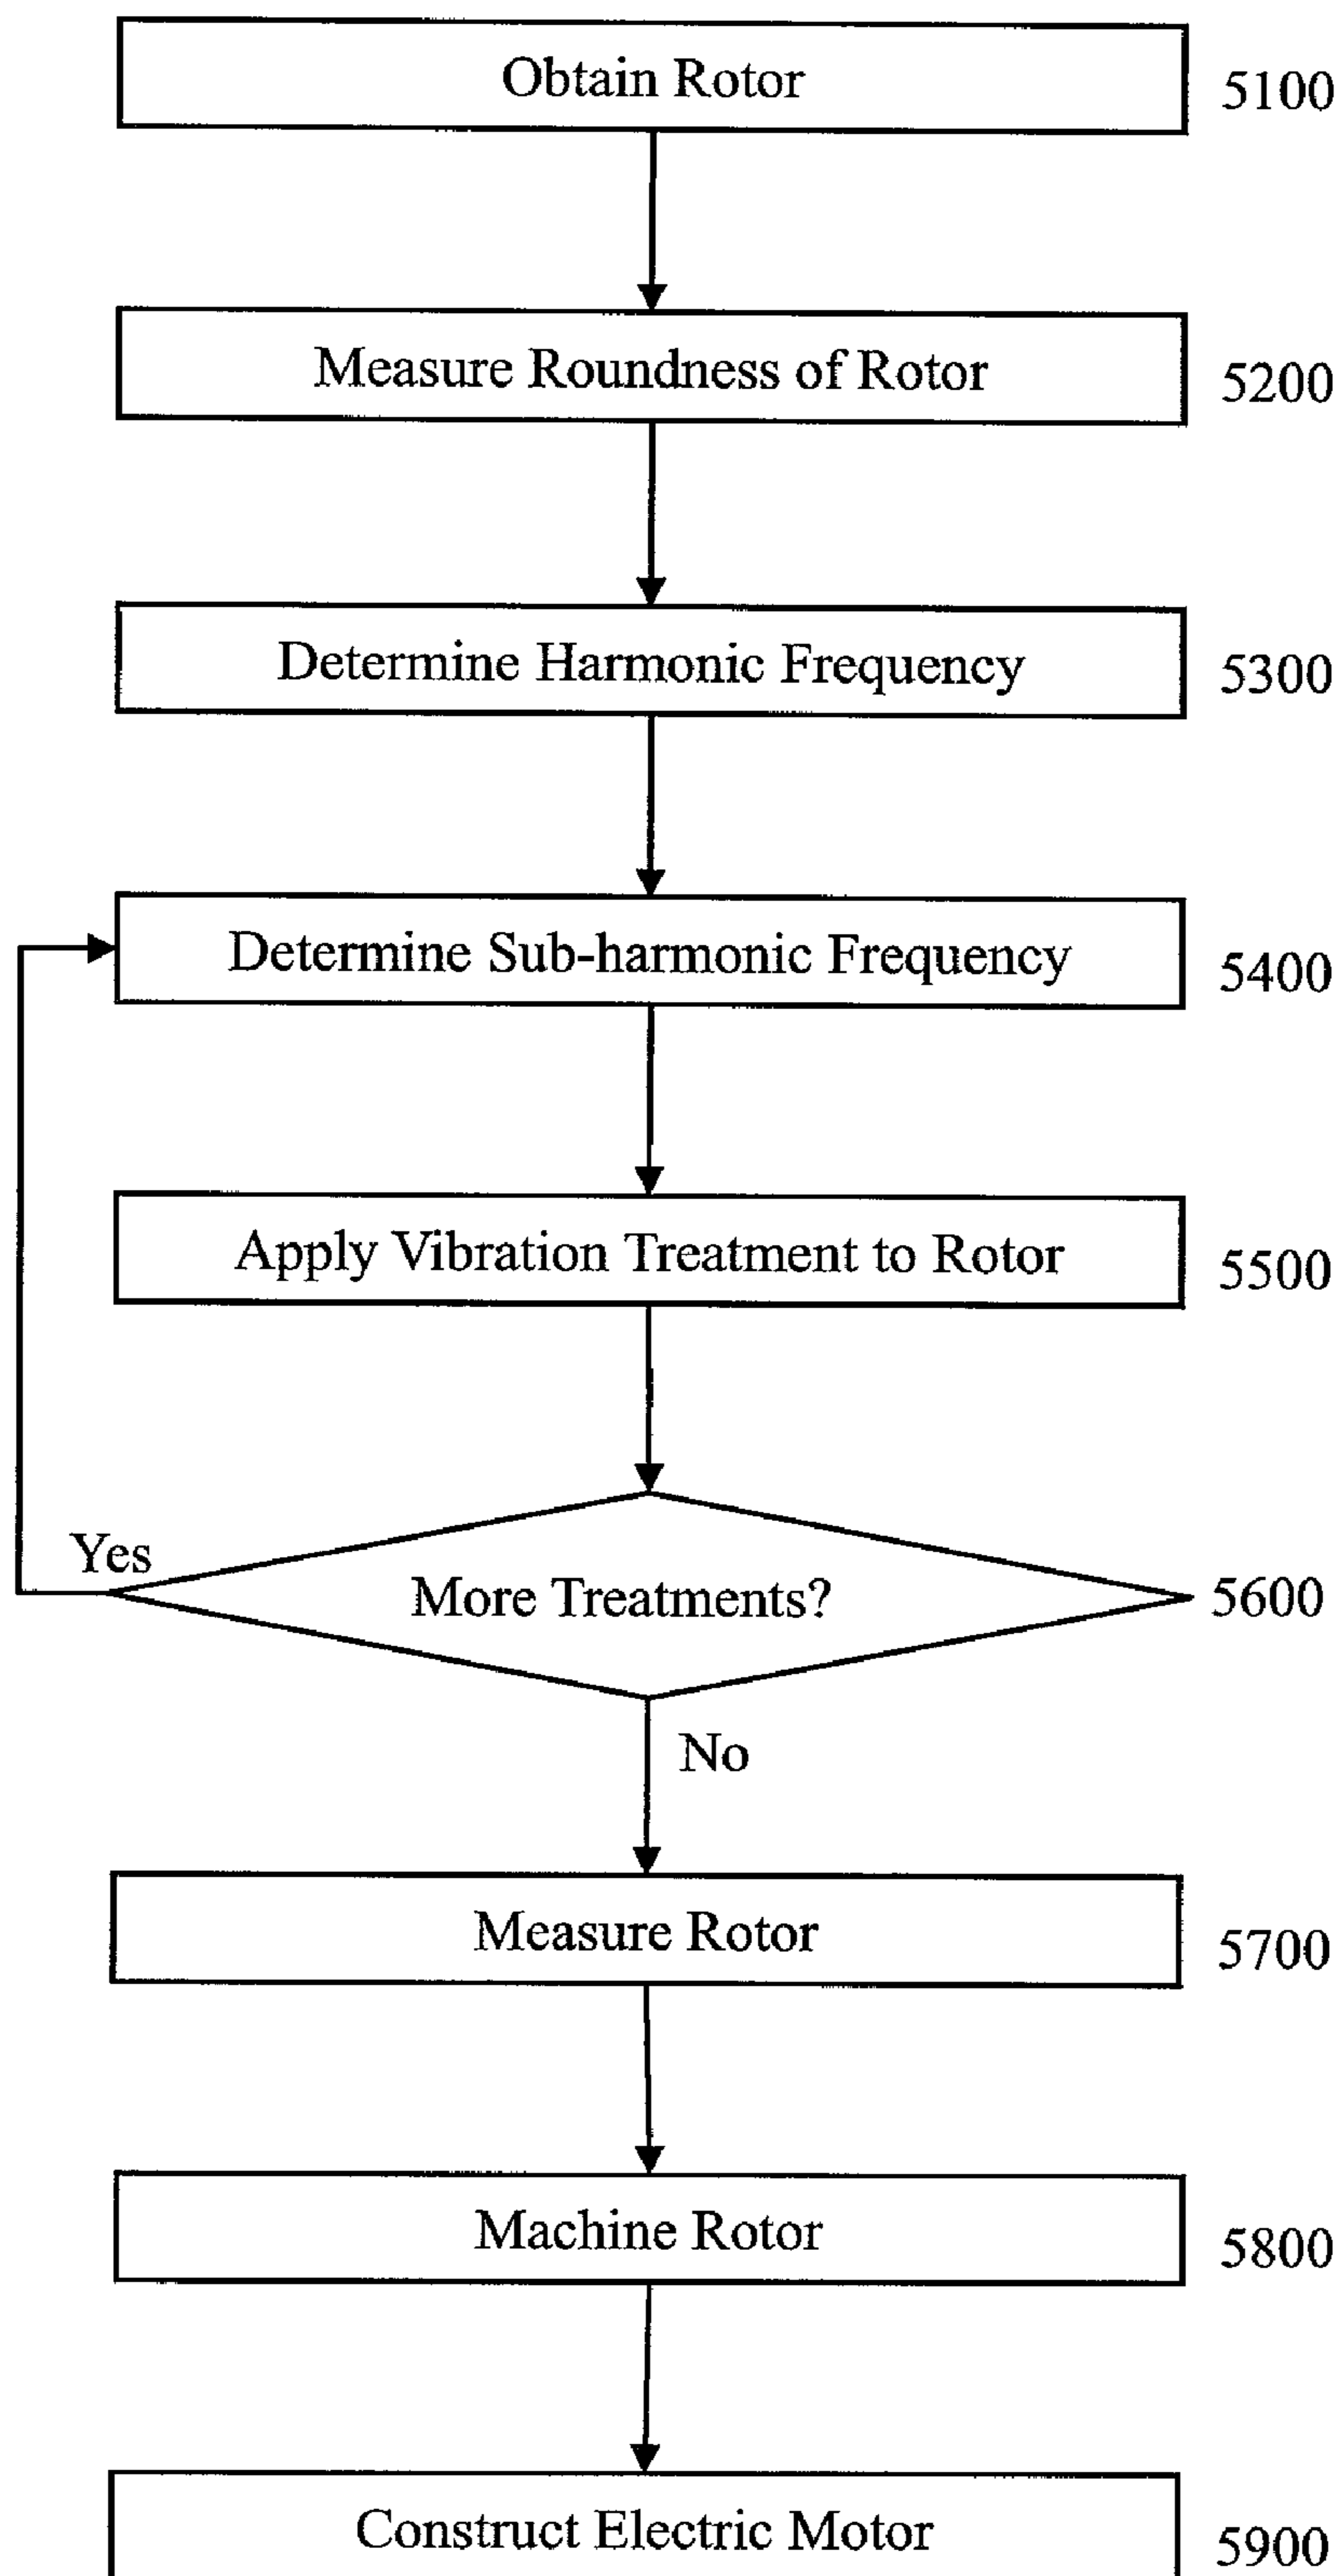 Obtain Rotor 5100
Measure Roundness of Rotor 5200
Determine Harmonic Frequency 5300
Determine Sub-harmonic Frequency 5400
Apply Vibration Treatment to Rotor 5500
Yes
More Treatments? 5600
No
Measure Rotor 5700
Machine Rotor 5800
Construct Electric Motor 5900